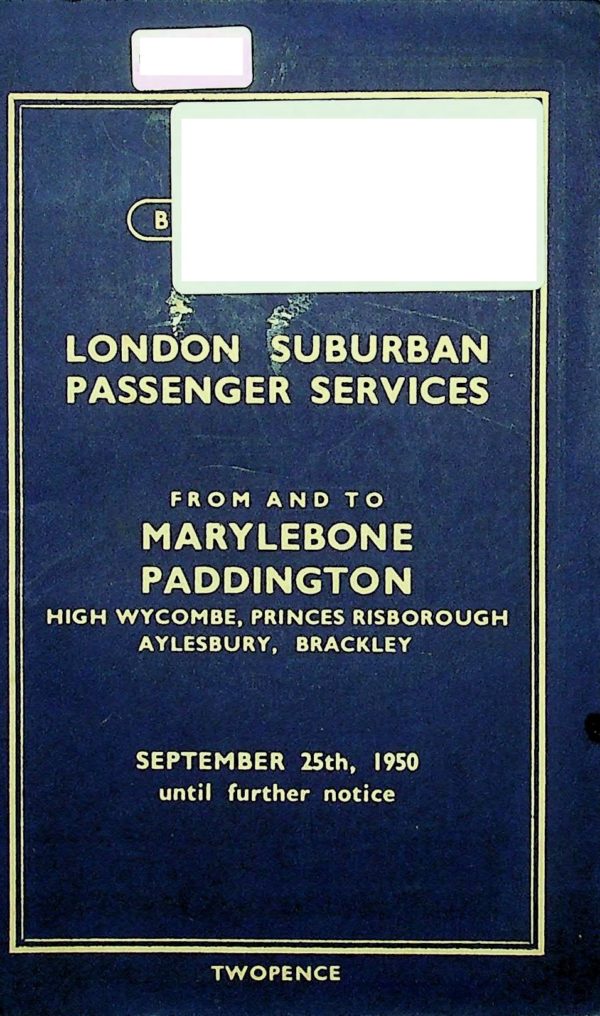 B
LONDON SUBURBAN
PASSENGER SERVICES
FROM AND TO
MARYLEBONE
PADDINGTON
HIGH WYCOMBE, PRINCES RISBOROUGH
AYLESBURY, BRACKLEY
SEPTEMBER 25th, 1950
until further notice
TWOPENCE